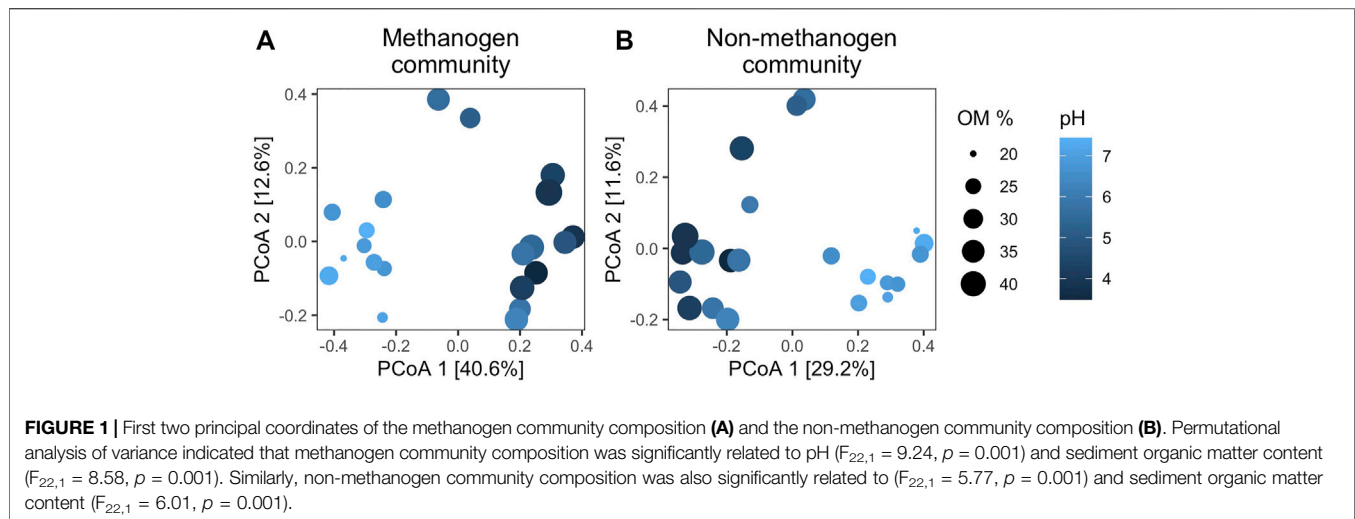 A
Methanogen
community
0.4
0.2
0.0
-0.2
PCoA 2 [12.6%]
-0.4
-0.2
0.0
0.2
0.4
PCoA 1 [40.6%]
B
Non-methanogen
community
0.4
0.2
0.0
-0.2
PCoA 2 [11.6%]
-0.2
0.0
0.2
0.4
PCoA 1 [29.2%]
OM %
20
25
30
35
40
pH
7
6
5
4
FIGURE 1 | First two principal coordinates of the methanogen community composition (A) and the non-methanogen community composition (B). Permutational
analysis of variance indicated that methanogen community composition was significantly related to pH (F22,1 = 9.24, p = 0.001) and sediment organic matter content
(F22,1 = 8.58, p = 0.001). Similarly, non-methanogen community composition was also significantly related to (F22,1 = 5.77, p = 0.001) and sediment organic matter
content (F22,1 = 6.01, p = 0.001).